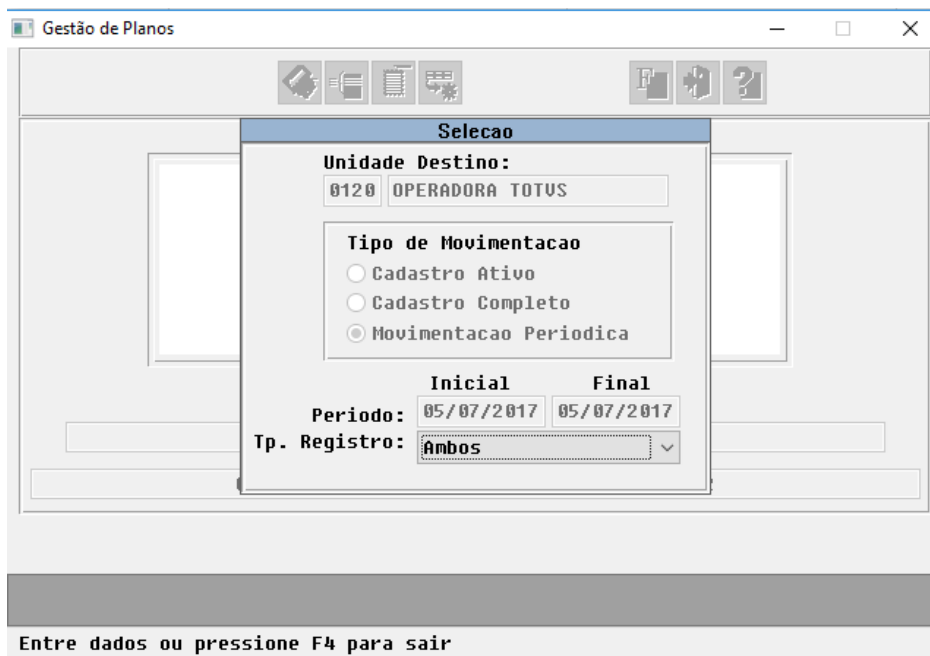 Gestão de Planos
Selecao
Unidade Destino:
0120 OPERADORA TOTVS
Tipo de Movimentacao
Cadastro Ativo
Cadastro Completo
Movimentacao Periodica
Inicial Final
Periodo: 05/07/2017 05/07/2017
Tp. Registro: Ambos
Entre dados ou pressione F4 para sair